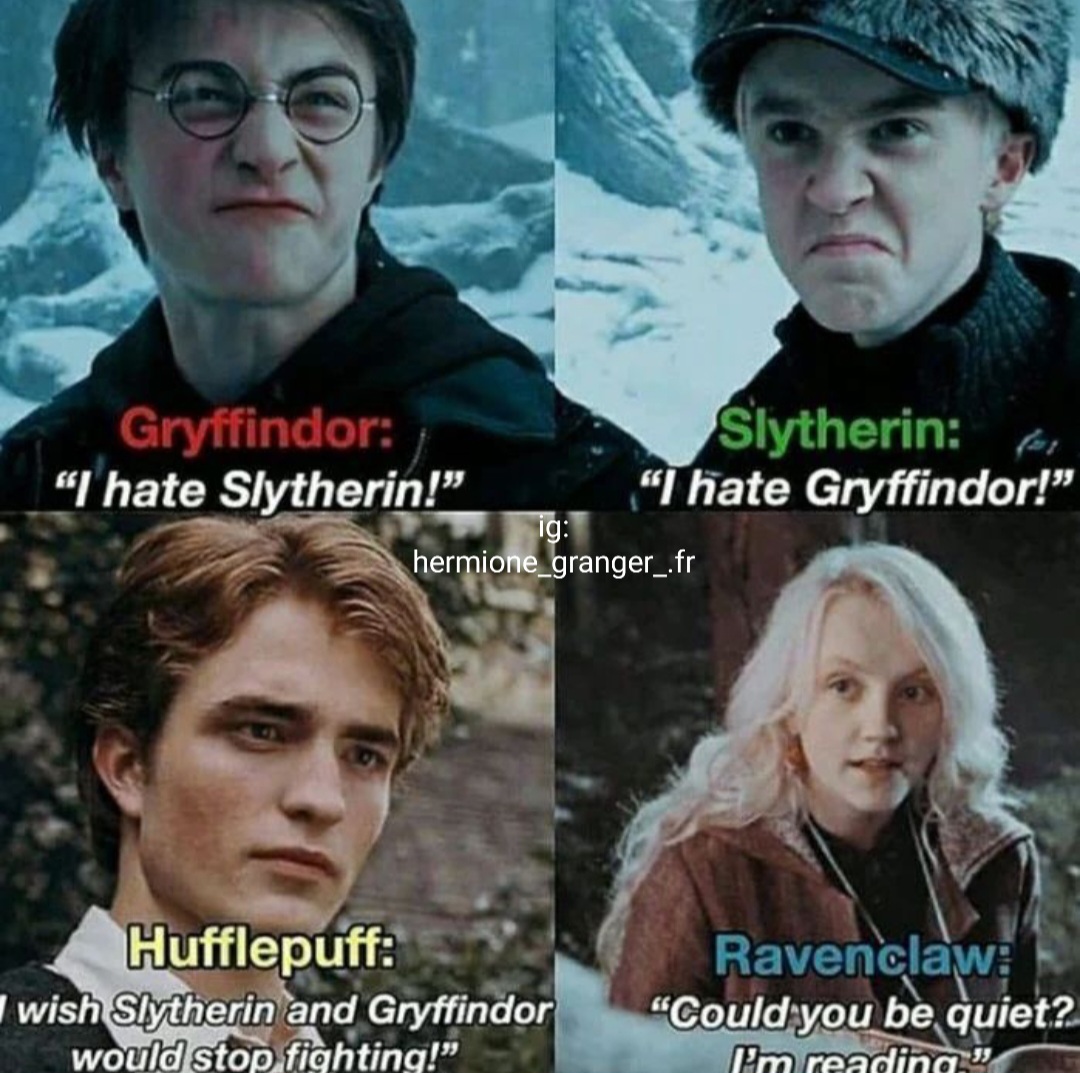 Gryffindor:
“I hate Slytherin!”
Slytherin:
“I hate Gryffindor!”
ig:
hermione_granger_.fr
Hufflepuff:
I wish Slytherin and Gryffindor
would stop fighting!”
Ravenclaw:
“Could you be quiet?
I’m reading.”